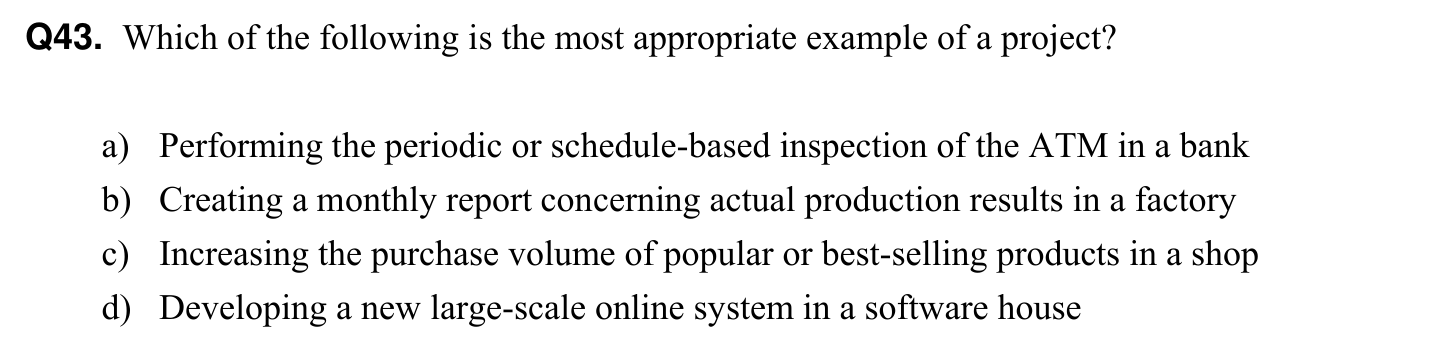 Q43. Which of the following is the most appropriate example of a project?
a) Performing the periodic or schedule-based inspection of the ATM in a bank
b) Creating a monthly report concerning actual production results in a factory
c) Increasing the purchase volume of popular or best-selling products in a shop
d) Developing a new large-scale online system in a software house